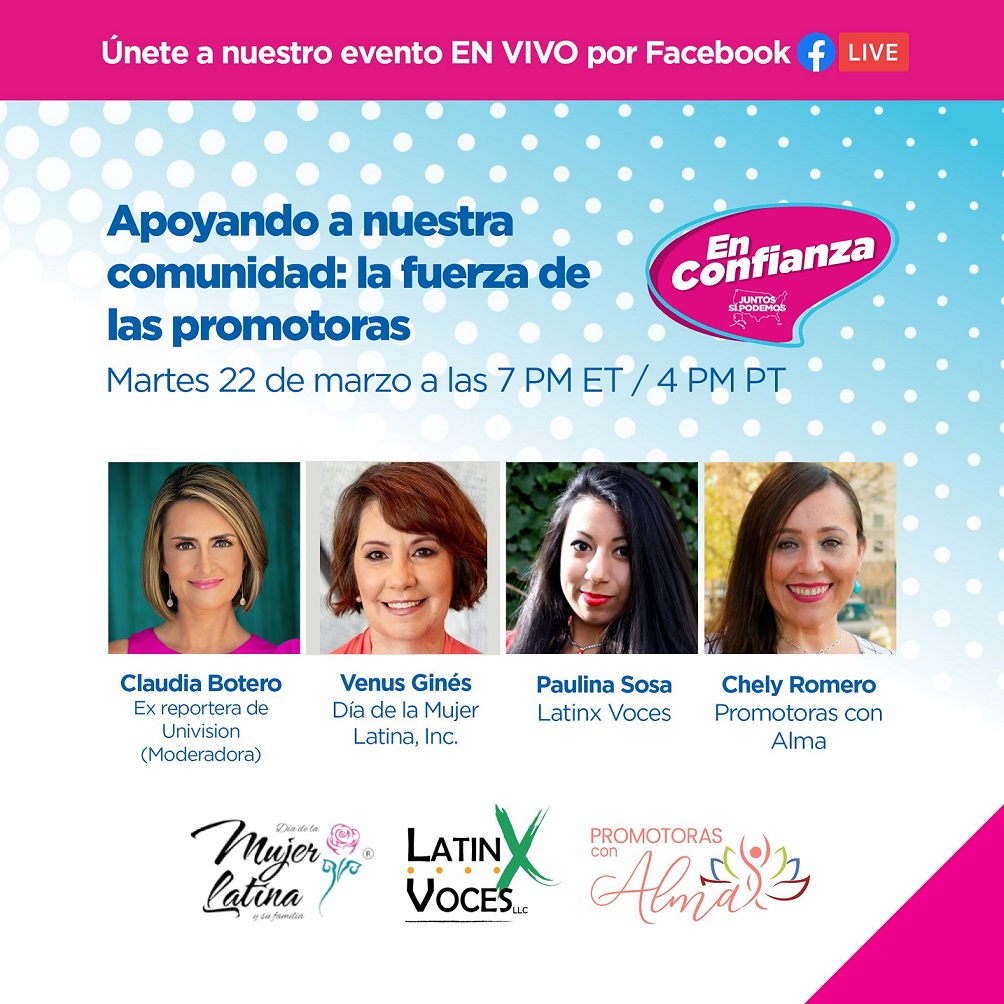 Únete a nuestro evento EN VIVO por Facebook f LIVE
Apoyando a nuestra
comunidad: la fuerza de
las promotoras
Martes 22 de marzo a las 7 PM ET / 4 PM PT
En
Confianza
JUNTOS
SÍ PODEMOS
Claudia Botero
Ex reportera de
Univision
(Moderadora)
Venus Ginés
Día de la Mujer
Latina, Inc.
Paulina Sosa
Latinx Voces
Chely Romero
Promotoras con
Alma
Día de la
Mujer
Latina
y su familia
®
LATINX
VOCES LLC
PROMOTORAS
con
Alma